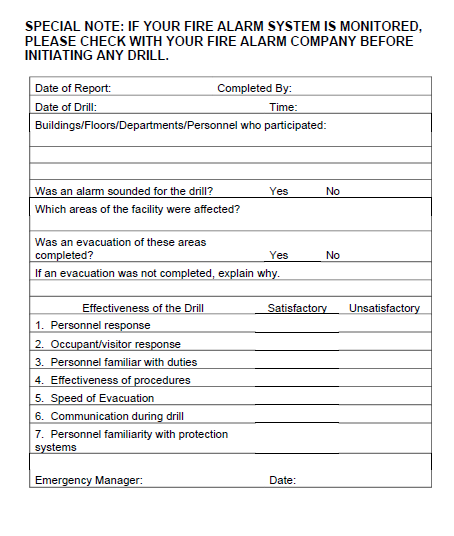 SPECIAL NOTE: IF YOUR FIRE ALARM SYSTEM IS MONITORED,
PLEASE CHECK WITH YOUR FIRE ALARM COMPANY BEFORE
INITIATING ANY DRILL.
Date of Report: Completed By:
Date of Drill: Time:
Buildings/Floors/Departments/Personnel who participated:
Was an alarm sounded for the drill? Yes No
Which areas of the facility were affected?
Was an evacuation of these areas
completed? Yes No
If an evacuation was not completed, explain why.
Effectiveness of the Drill Satisfactory Unsatisfactory
1. Personnel response
2. Occupant/visitor response
3. Personnel familiar with duties
4. Effectiveness of procedures
5. Speed of Evacuation
6. Communication during drill
7. Personnel familiarity with protection
systems
Emergency Manager: Date: